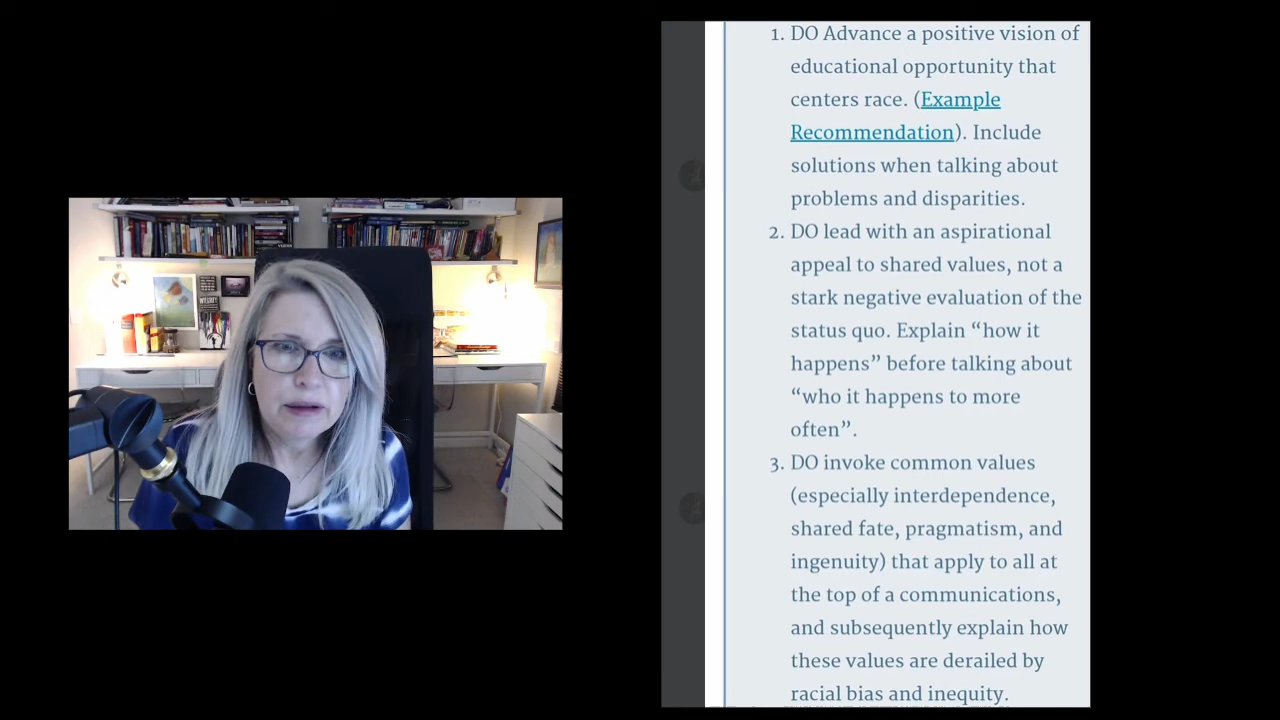 1. DO Advance a positive vision of
educational opportunity that
centers race. (Example
Recommendation). Include
solutions when talking about
problems and disparities.
2. DO lead with an aspirational
appeal to shared values, not a
stark negative evaluation of the
status quo. Explain “how it
happens” before talking about
“who it happens to more
often”.
3. DO invoke common values
(especially interdependence,
shared fate, pragmatism, and
ingenuity) that apply to all at
the top of a communications,
and subsequently explain how
these values are derailed by
racial bias and inequity.